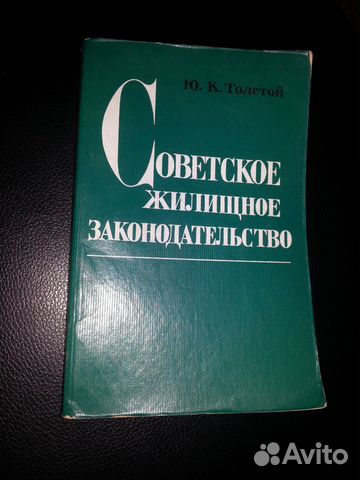 Ю. К. Толстой
Советское
жилищное
законодательство
Avito